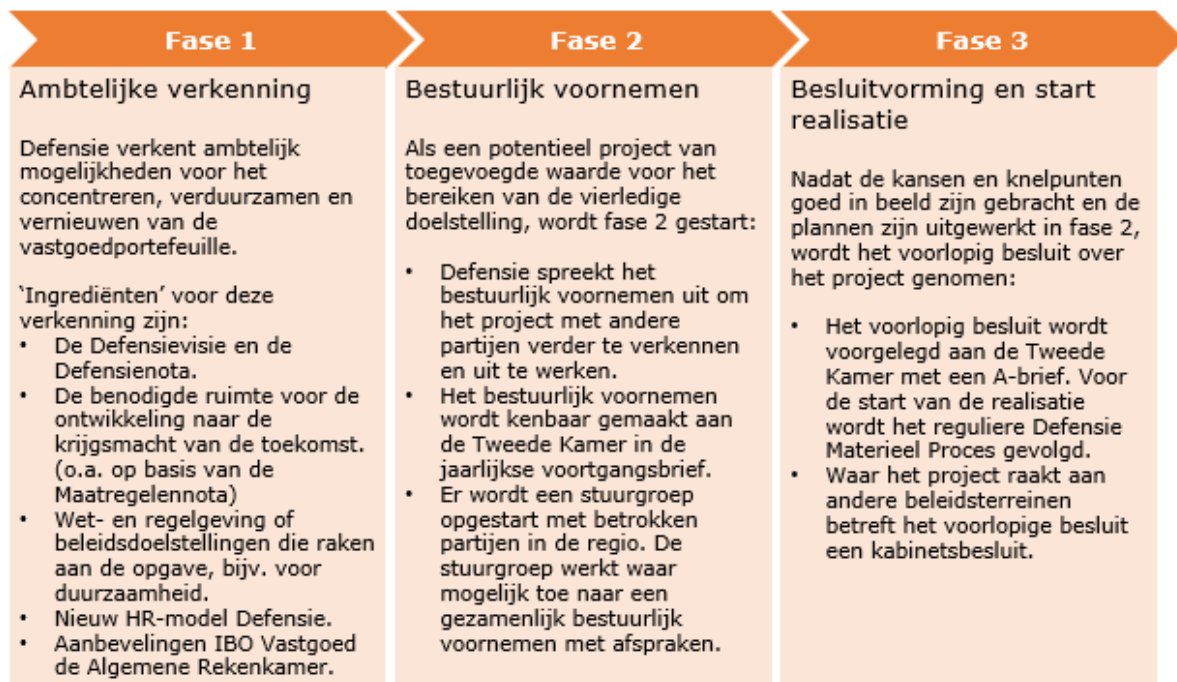 Fase 1
Ambtelijke verkenning
Defensie verkent ambtelijk
mogelijkheden voor het
concentreren, verduurzamen en
vernieuwen van de
vastgoedportefeuille.
‘Ingrediënten’ voor deze
verkenning zijn:
• De Defensievisie en de
Defensienota.
• De benodigde ruimte voor de
ontwikkeling naar de
krijgsmacht van de toekomst.
(o.a. op basis van de
Maatregelennota)
• Wet- en regelgeving of
beleidsdoelstellingen die raken
aan de opgave, bijv. voor
duurzaamheid.
• Nieuw HR-model Defensie.
• Aanbevelingen IBO Vastgoed
de Algemene Rekenkamer.
Fase 2
Bestuurlijk voornemen
Als een potentieel project van
toegevoegde waarde voor het
bereiken van de vierledige
doelstelling, wordt fase 2 gestart:
• Defensie spreekt het
bestuurlijk voornemen uit om
het project met andere
partijen verder te verkennen
en uit te werken.
• Het bestuurlijk voornemen
wordt kenbaar gemaakt aan
de Tweede Kamer in de
jaarlijkse voortgangsbrief.
• Er wordt een stuurgroep
opgestart met betrokken
partijen in de regio. De
stuurgroep werkt waar
mogelijk toe naar een
gezamenlijk bestuurlijk
voornemen met afspraken.
Fase 3
Besluitvorming en start
realisatie
Nadat de kansen en knelpunten
goed in beeld zijn gebracht en de
plannen zijn uitgewerkt in fase 2,
wordt het voorlopig besluit over
het project genomen:
• Het voorlopig besluit wordt
voorgelegd aan de Tweede
Kamer met een A-brief. Voor
de start van de realisatie
wordt het reguliere Defensie
Materieel Proces gevolgd.
• Waar het project raakt aan
andere beleidsterreinen
betreft het voorlopige besluit
een kabinetsbesluit.